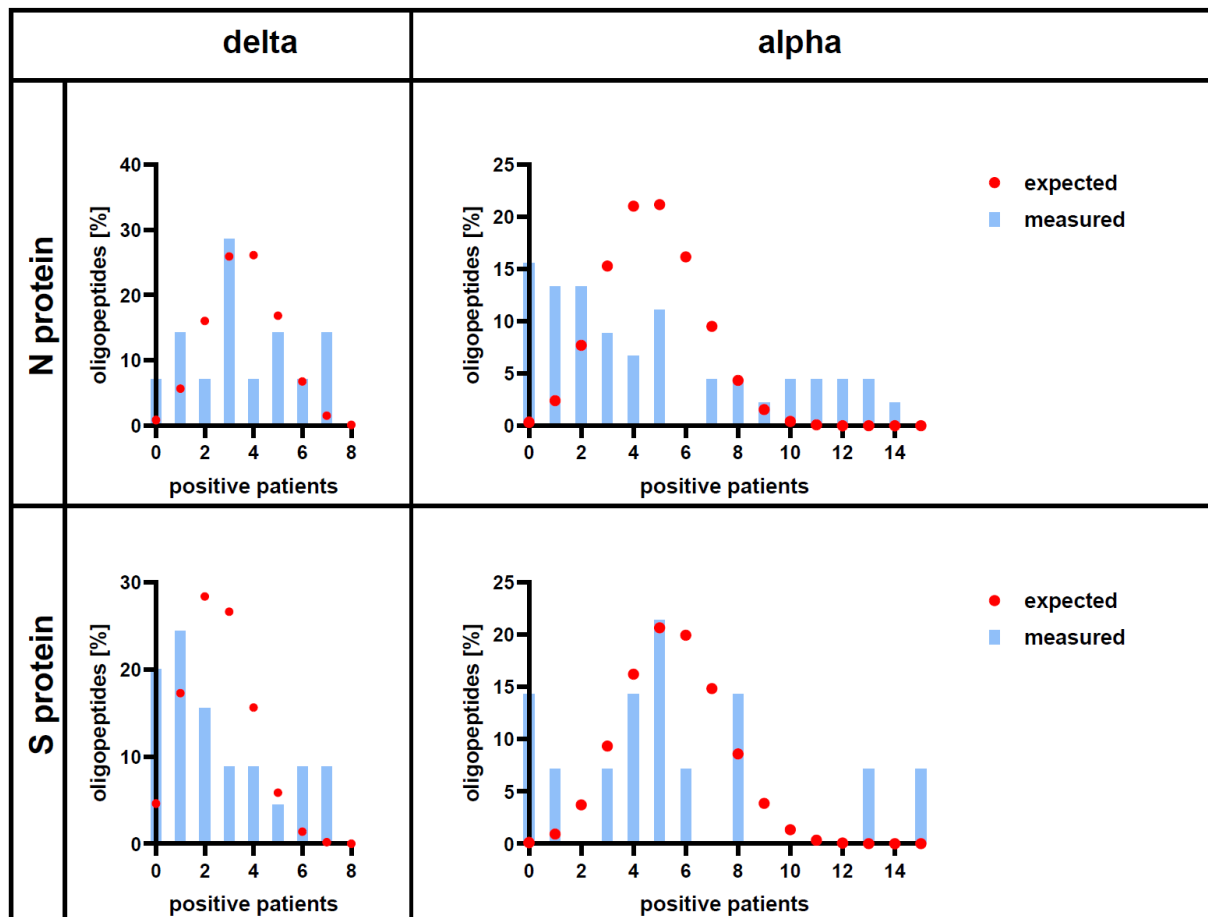 delta
alpha
N protein
oligopeptides [%]
40
30
20
10
0
0 2 4 6 8
positive patients
oligopeptides [%]
25
20
15
10
5
0
0 2 4 6 8 10 12 14
positive patients
expected
measured
S protein
oligopeptides [%]
30
20
10
0
0 2 4 6 8
positive patients
oligopeptides [%]
25
20
15
10
5
0
0 2 4 6 8 10 12 14
positive patients
expected
measured